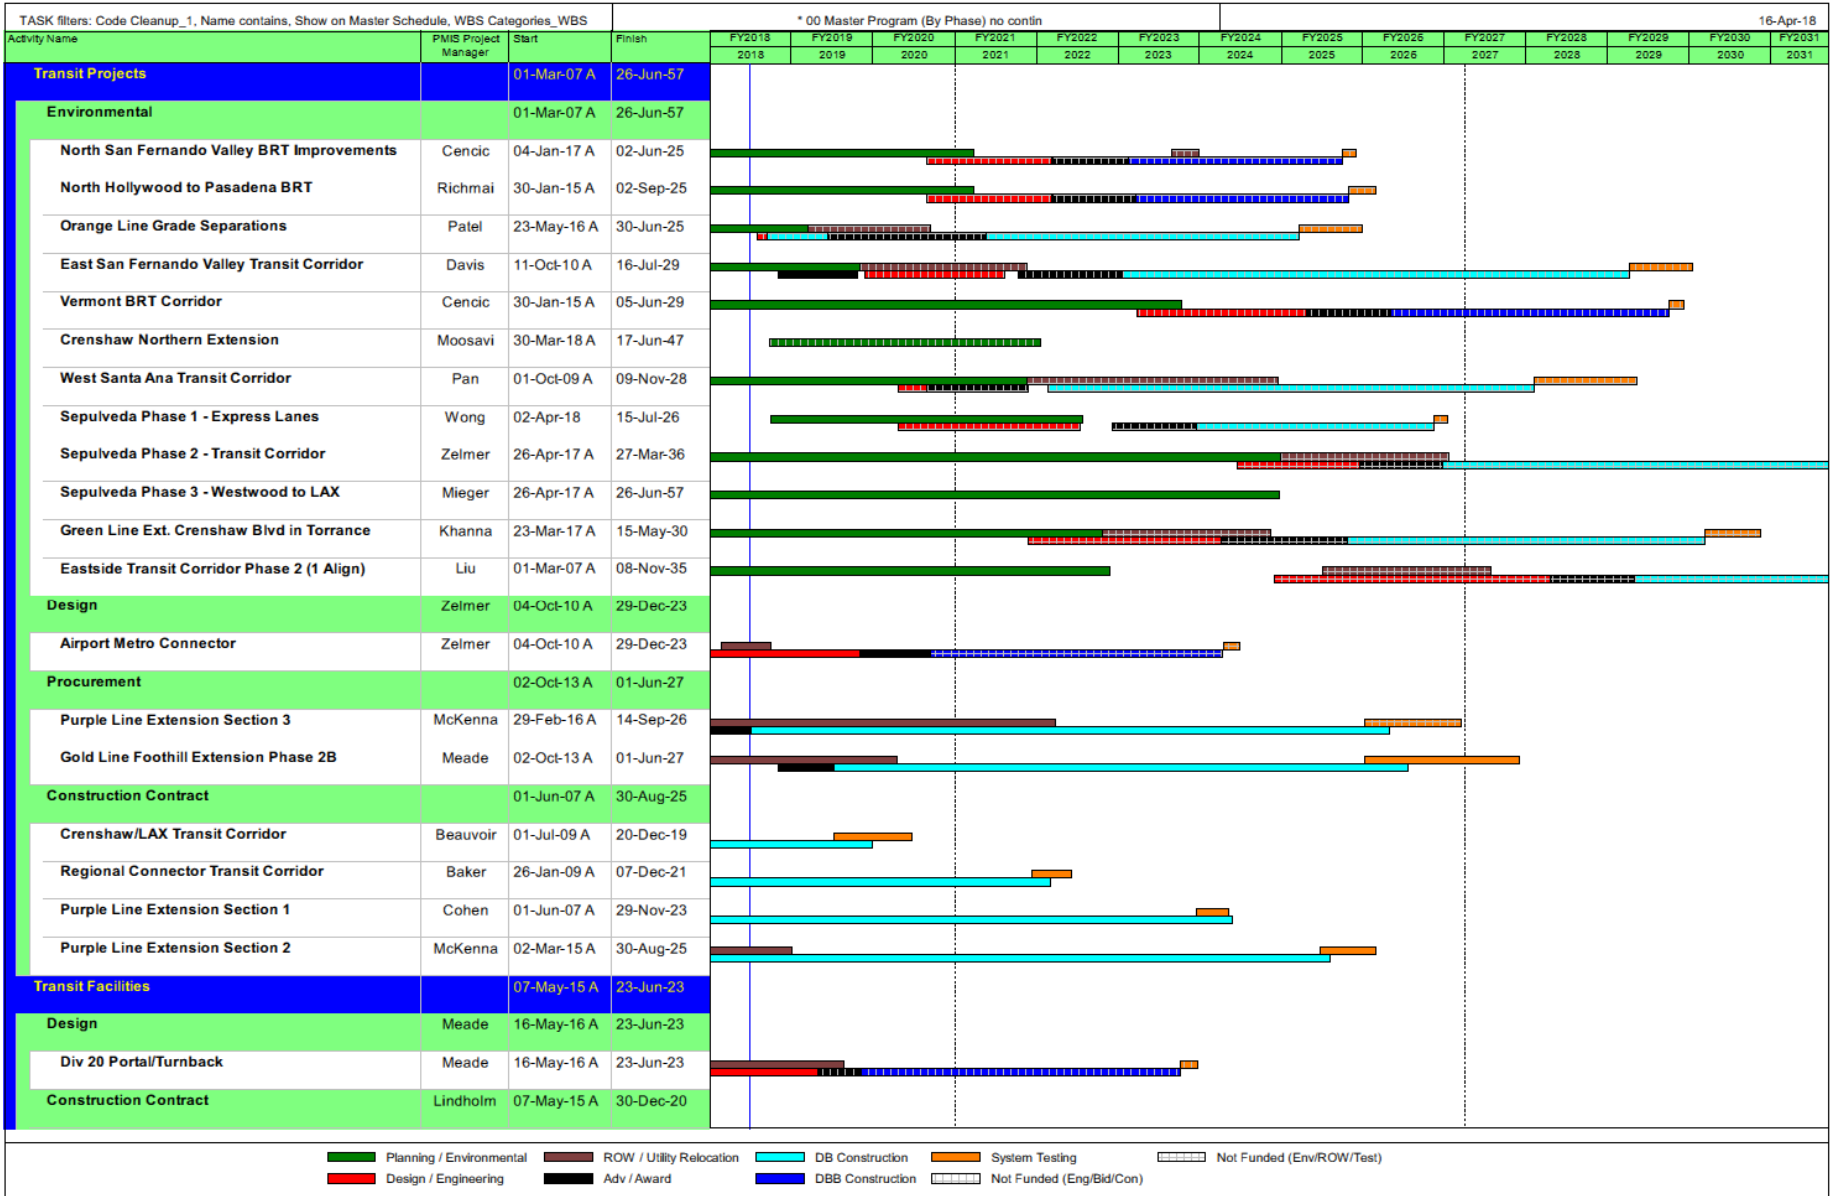 TASK filters: Code Cleanup_1, Name contains, Show on Master Schedule, WBS Categories_WBS * 00 Master Program (By Phase) no contin 16-Apr-18
Activity Name PMIS Project Manager Start Finish FY2018 FY2019 FY2020 FY2021 FY2022 FY2023 FY2024 FY2025 FY2026 FY2027 FY2028 FY2029 FY2030 FY2031
2018 2019 2020 2021 2022 2023 2024 2025 2026 2027 2028 2029 2030 2031
Transit Projects 01-Mar-07 A 26-Jun-57
Environmental 01-Mar-07 A 26-Jun-57
North San Fernando Valley BRT Improvements Cencic 04-Jan-17 A 02-Jun-25
North Hollywood to Pasadena BRT Richmai 30-Jan-15 A 02-Sep-25
Orange Line Grade Separations Patel 23-May-16 A 30-Jun-25
East San Fernando Valley Transit Corridor Davis 11-Oct-10 A 16-Jul-29
Vermont BRT Corridor Cencic 30-Jan-15 A 05-Jun-29
Crenshaw Northern Extension Moosavi 30-Mar-18 A 17-Jun-47
West Santa Ana Transit Corridor Pan 01-Oct-09 A 09-Nov-28
Sepulveda Phase 1 - Express Lanes Wong 02-Apr-18 15-Jul-26
Sepulveda Phase 2 - Transit Corridor Zelmer 26-Apr-17 A 27-Mar-36
Sepulveda Phase 3 - Westwood to LAX Mieger 26-Apr-17 A 26-Jun-57
Green Line Ext. Crenshaw Blvd in Torrance Khanna 23-Mar-17 A 15-May-30
Eastside Transit Corridor Phase 2 (1 Align) Liu 01-Mar-07 A 08-Nov-35
Design Zelmer 04-Oct-10 A 29-Dec-23
Airport Metro Connector Zelmer 04-Oct-10 A 29-Dec-23
Procurement 02-Oct-13 A 01-Jun-27
Purple Line Extension Section 3 McKenna 29-Feb-16 A 14-Sep-26
Gold Line Foothill Extension Phase 2B Meade 02-Oct-13 A 01-Jun-27
Construction Contract 01-Jun-07 A 30-Aug-25
Crenshaw/LAX Transit Corridor Beauvoir 01-Jul-09 A 20-Dec-19
Regional Connector Transit Corridor Baker 26-Jan-09 A 07-Dec-21
Purple Line Extension Section 1 Cohen 01-Jun-07 A 29-Nov-23
Purple Line Extension Section 2 McKenna 02-Mar-15 A 30-Aug-25
Transit Facilities 07-May-15 A 23-Jun-23
Design Meade 16-May-16 A 23-Jun-23
Div 20 Portal/Turnback Meade 16-May-16 A 23-Jun-23
Construction Contract Lindholm 07-May-15 A 30-Dec-20
Planning / Environmental ROW / Utility Relocation DB Construction System Testing Not Funded (Env/ROW/Test)
Design / Engineering Adv / Award DBB Construction Not Funded (Eng/Bid/Con)